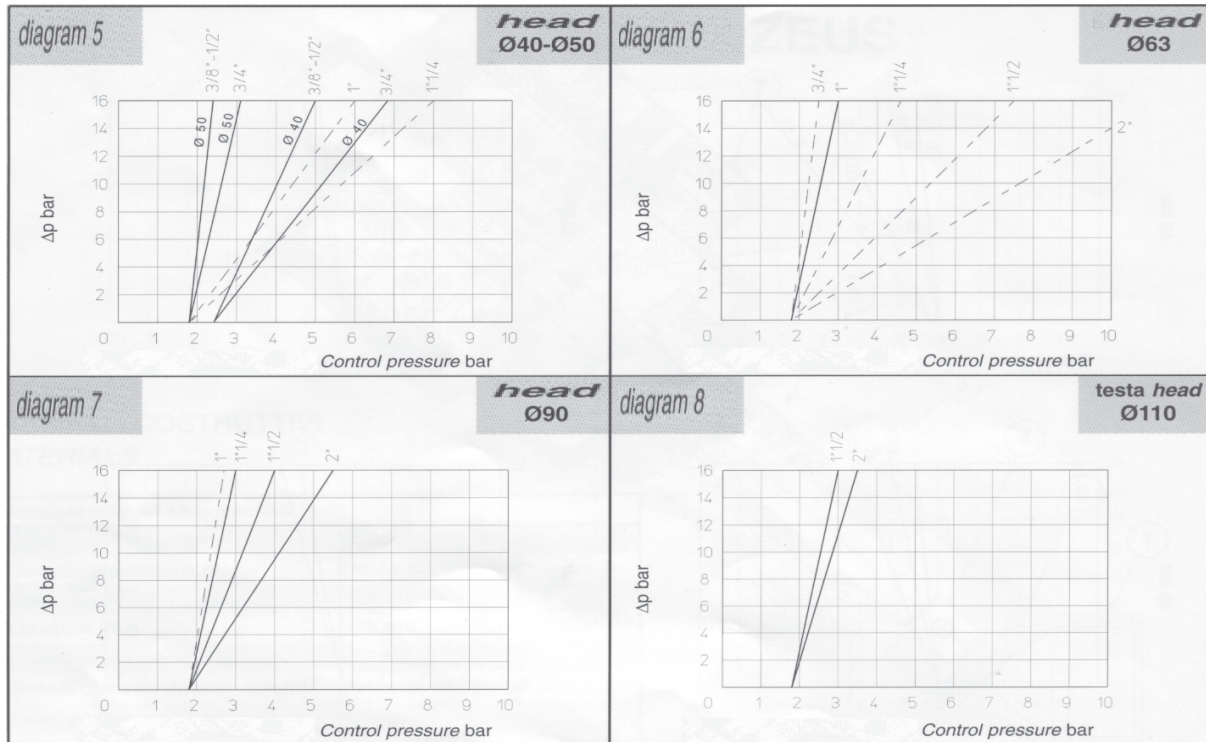 diagram 5
head
Ø40-Ø50
3/8"-1/2"
3/4"
3/8"-1/2"
1"
3/4"
1"1/4
Ø 50
Ø 50
Ø 40
Ø 40
16
14
12
10
8
6
4
2
Δp bar
0 1 2 3 4 5 6 7 8 9 10
Control pressure bar
diagram 6
head
Ø63
ZEUS
3/4"
1"
1"1/4
1"1/2
2"
16
14
12
10
8
6
4
2
Δp bar
0 1 2 3 4 5 6 7 8 9 10
Control pressure bar
diagram 7
head
Ø90
1"
1"1/4
1"1/2
2"
16
14
12
10
8
6
4
2
Δp bar
0 1 2 3 4 5 6 7 8 9 10
Control pressure bar
diagram 8
testa head
Ø110
1"1/2
2"
16
14
12
10
8
6
4
2
0
Δp bar
1 2 3 4 5 6 7 8 9 10
Control pressure bar